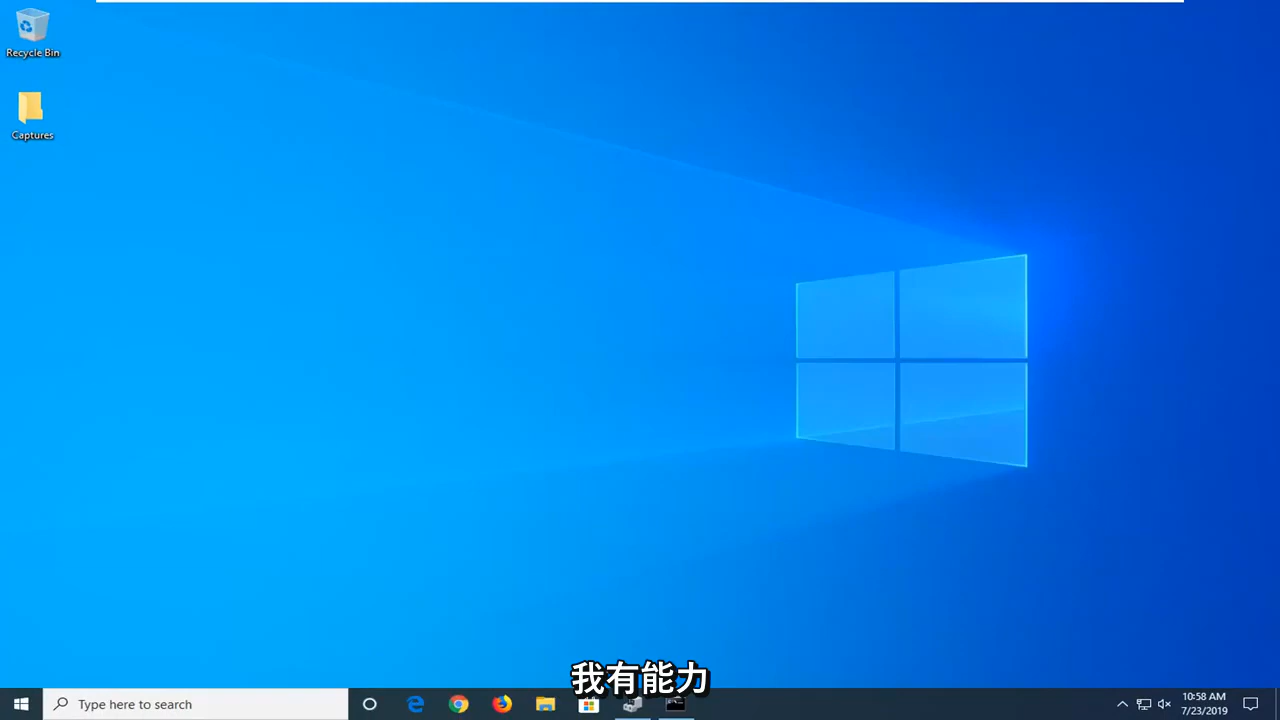 Recycle Bin
Captures
我有能力
Type here to search
10:58 AM
7/23/2019